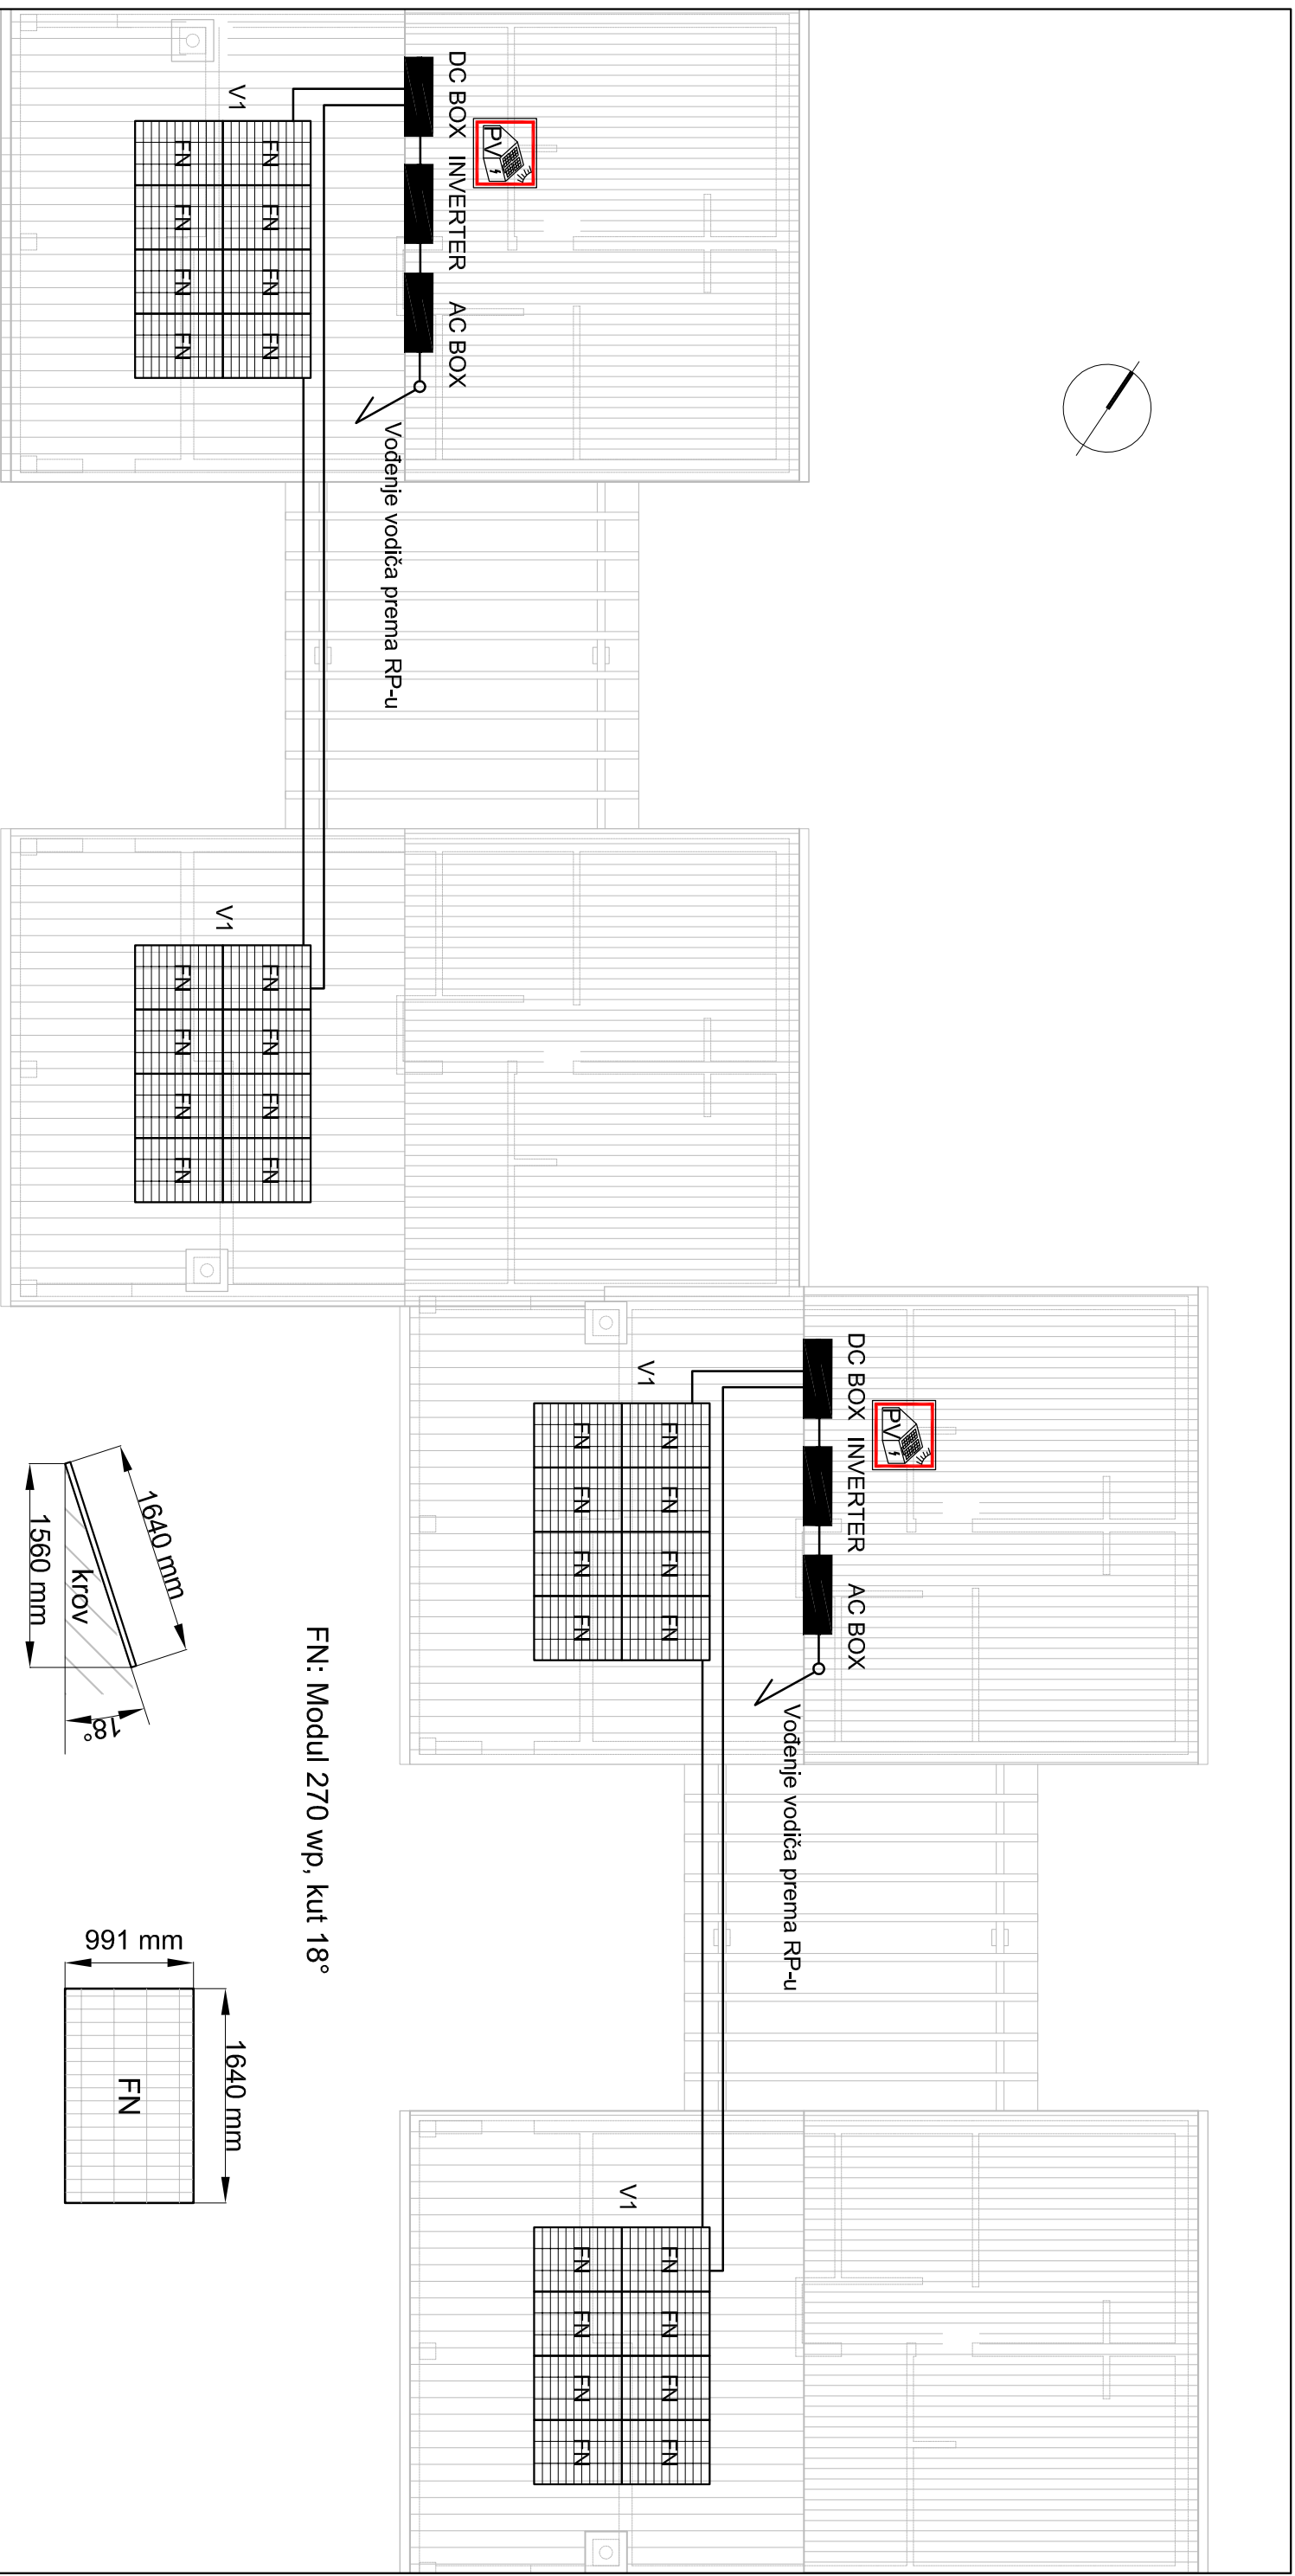 DC BOX INVERTER AC BOX
PV
Vođenje vodiča prema RP-u
V1
FN FN FN FN
FN FN FN FN
V1
FN FN FN FN
FN FN FN FN
DC BOX INVERTER AC BOX
PV
Vođenje vodiča prema RP-u
V1
FN FN FN FN
FN FN FN FN
V1
FN FN FN FN
FN FN FN FN
FN: Modul 270 wp, kut 18°
1640 mm
krov
1560 mm
18°
991 mm
1640 mm
FN